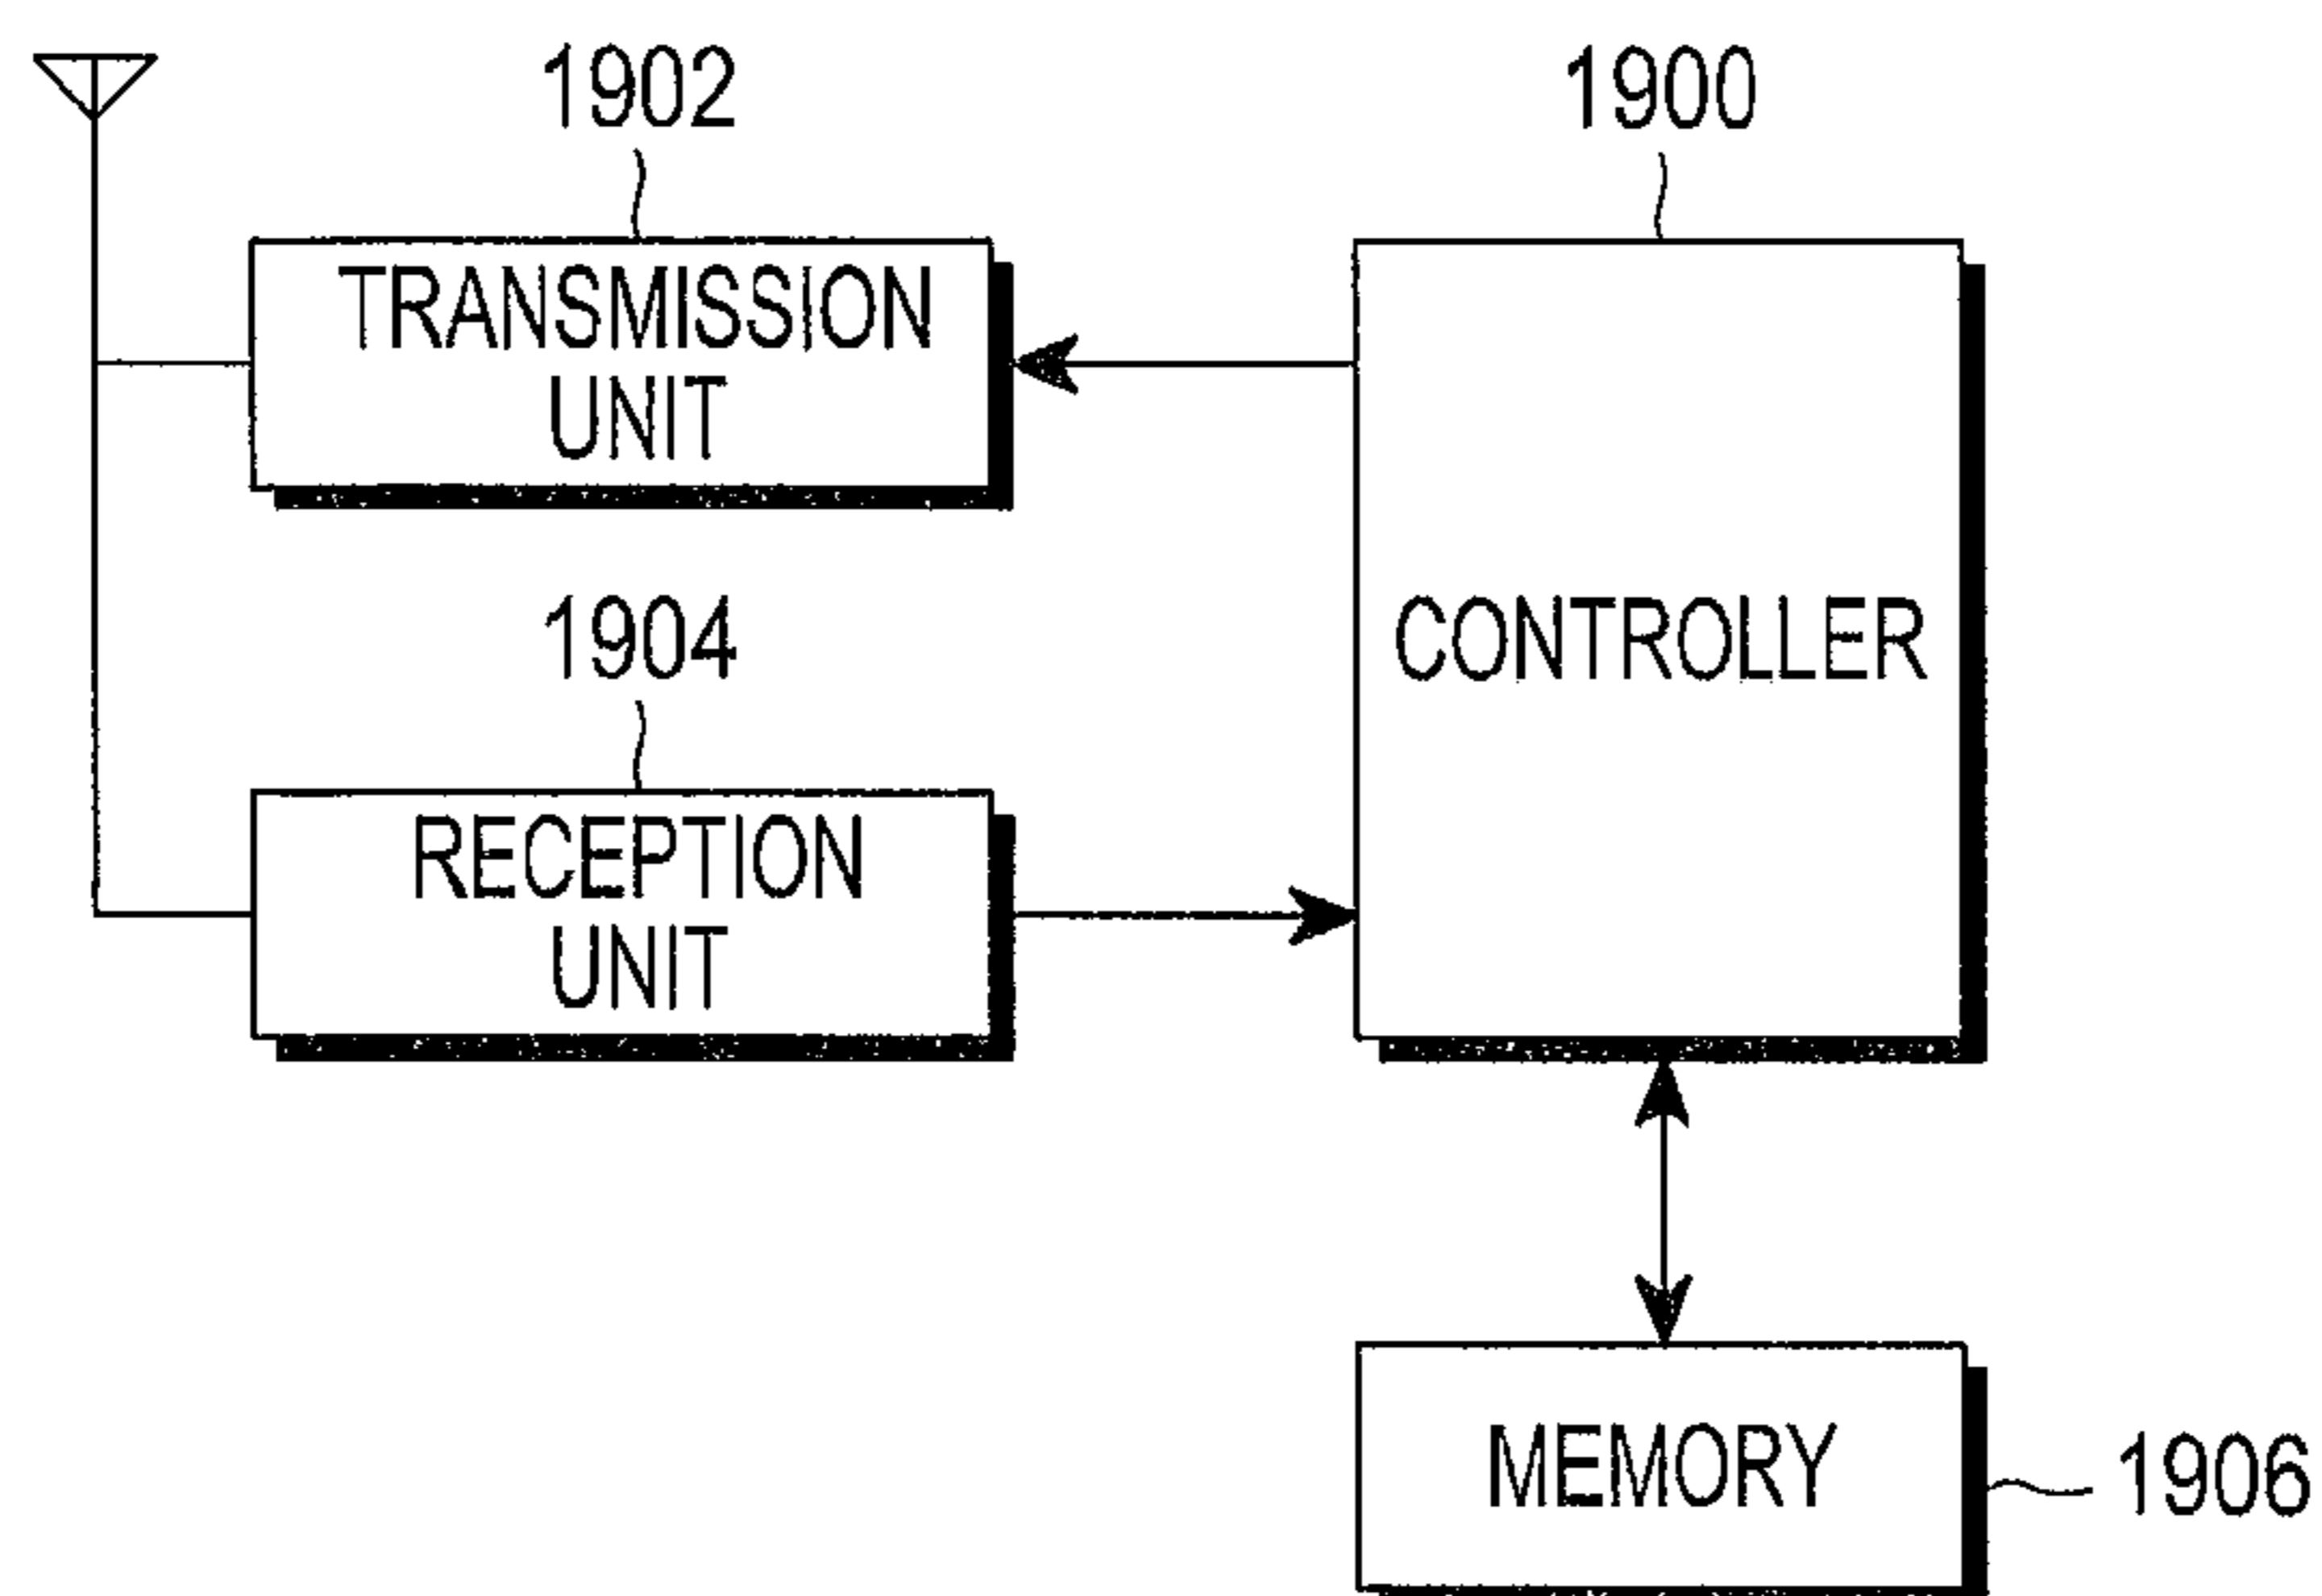 1902
1900
TRANSMISSION
UNIT
1904
CONTROLLER
RECEPTION
UNIT
MEMORY
1906